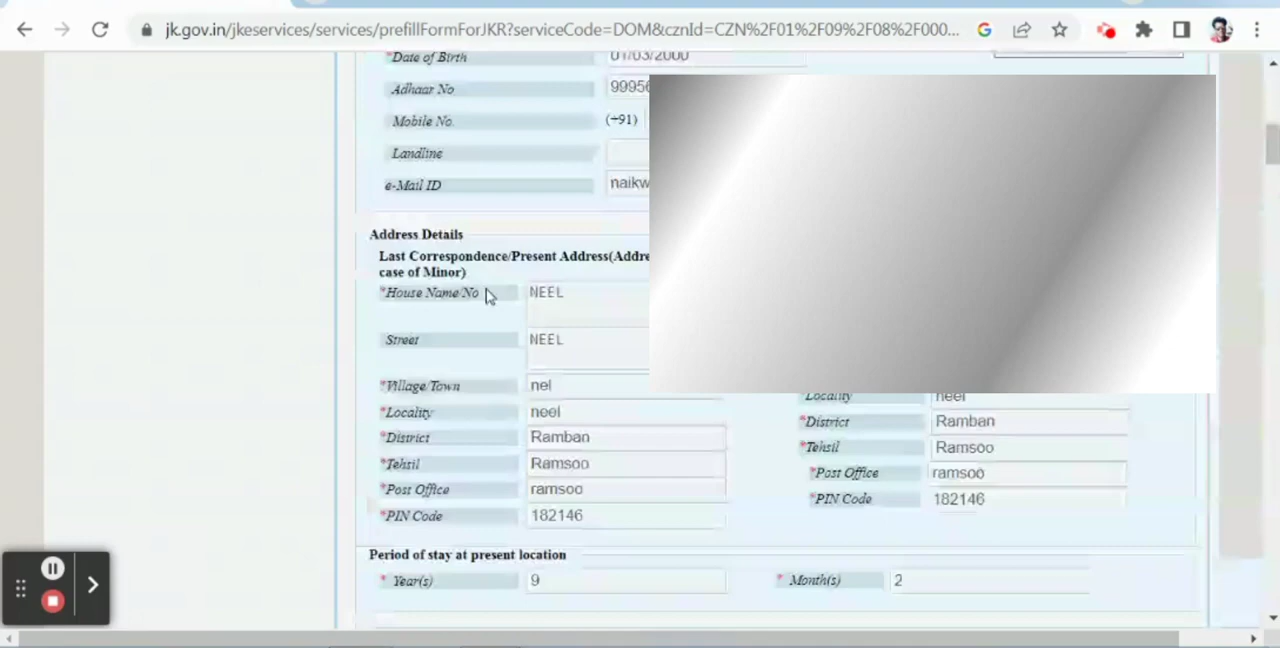 jk.gov.in/jkeservices/services/prefillFormForJKR?serviceCode=DOM&cznId=CZN%2F01%2F09%2F08%2F000...
*Date of Birth 01/03/2000
Adhaar No 99956
Mobile No. (+91)
Landline
e-Mail ID naikw
Address Details
Last Correspondence/Present Address(Addre
case of Minor)
*House Name/No NEEL
Street NEEL
*Village/Town nel
*Locality neel *Locality neel
*District Ramban *District Ramban
*Tehsil Ramsoo *Tehsil Ramsoo
*Post Office ramsoo *Post Office ramsoo
*PIN Code 182146 *PIN Code 182146
Period of stay at present location
* Year(s) 9 * Month(s) 2